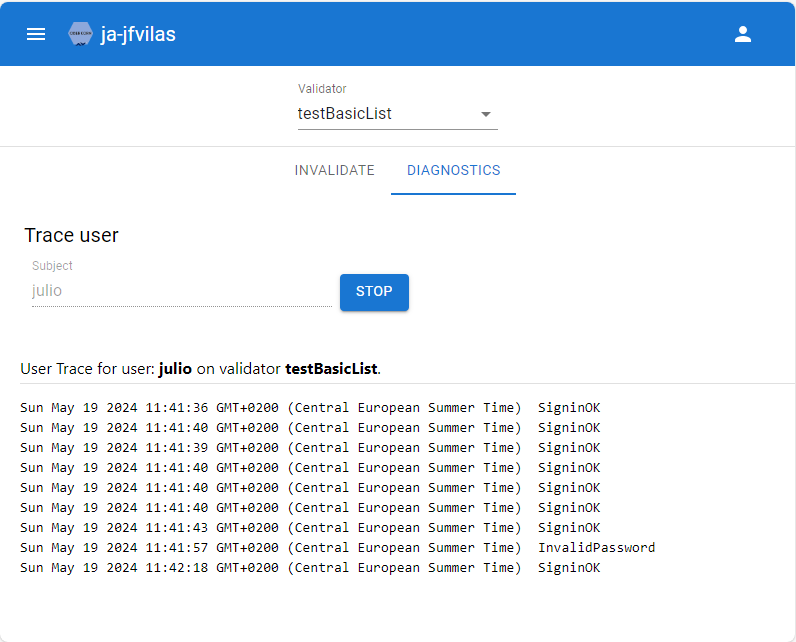 ja-jfvilas
Validator
testBasicList
INVALIDATE DIAGNOSTICS
Trace user
Subject
julio
STOP
User Trace for user: julio on validator testBasicList.
Sun May 19 2024 11:41:36 GMT+0200 (Central European Summer Time) SigninOK
Sun May 19 2024 11:41:40 GMT+0200 (Central European Summer Time) SigninOK
Sun May 19 2024 11:41:39 GMT+0200 (Central European Summer Time) SigninOK
Sun May 19 2024 11:41:40 GMT+0200 (Central European Summer Time) SigninOK
Sun May 19 2024 11:41:40 GMT+0200 (Central European Summer Time) SigninOK
Sun May 19 2024 11:41:40 GMT+0200 (Central European Summer Time) SigninOK
Sun May 19 2024 11:41:43 GMT+0200 (Central European Summer Time) SigninOK
Sun May 19 2024 11:41:57 GMT+0200 (Central European Summer Time) InvalidPassword
Sun May 19 2024 11:42:18 GMT+0200 (Central European Summer Time) SigninOK